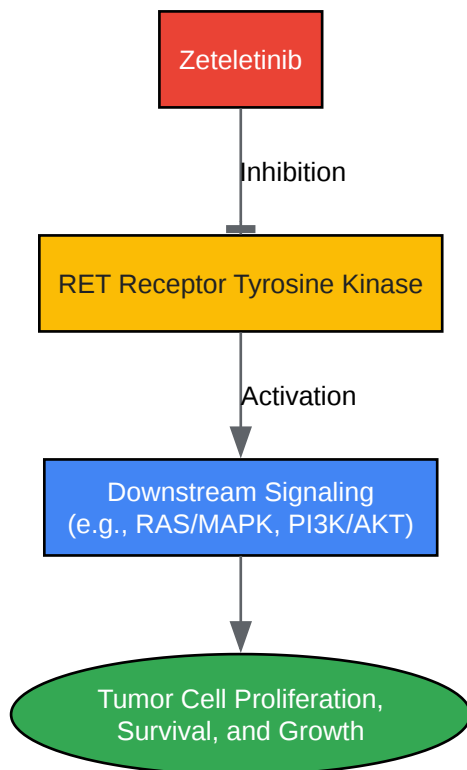 Zeteletinib
Inhibition
RET Receptor Tyrosine Kinase
Activation
Downstream Signaling
(e.g., RAS/MAPK, PI3K/AKT)
Tumor Cell Proliferation,
Survival, and Growth